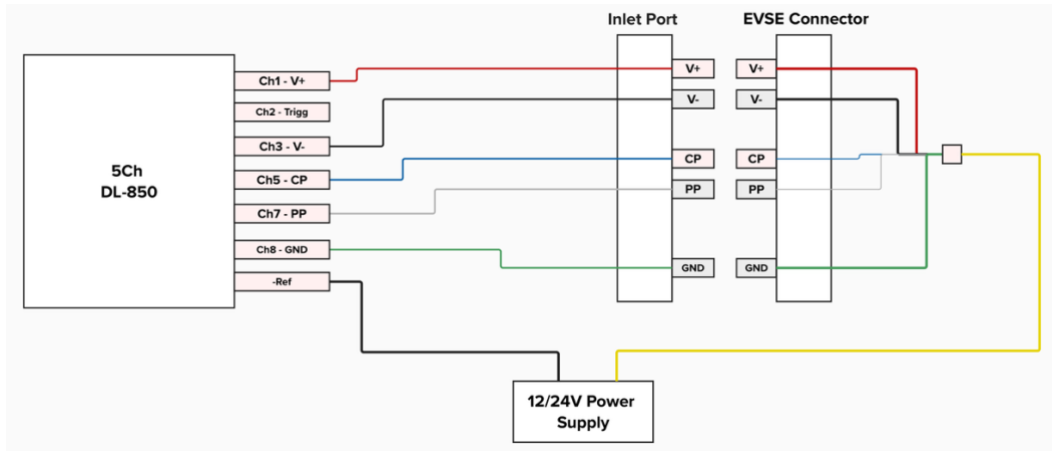 Inlet Port
EVSE Connector
5Ch
DL-850
Ch1 - V+
Ch2 - Trigg
Ch3 - V-
Ch5 - CP
Ch7 - PP
Ch8 - GND
-Ref
V+
V-
CP
PP
GND
V+
V-
CP
PP
GND
12/24V Power
Supply